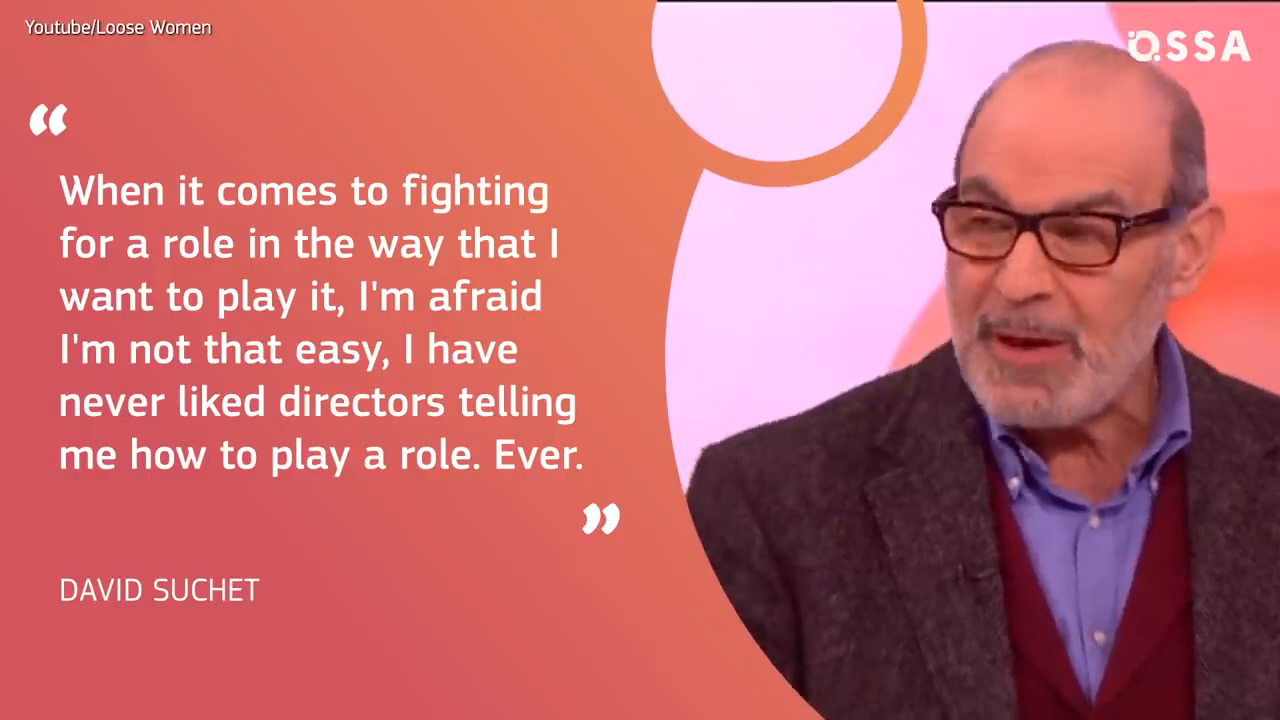 Youtube/Loose Women
OSSA
“
When it comes to fighting
for a role in the way that I
want to play it, I'm afraid
I'm not that easy, I have
never liked directors telling
me how to play a role. Ever.
”
DAVID SUCHET